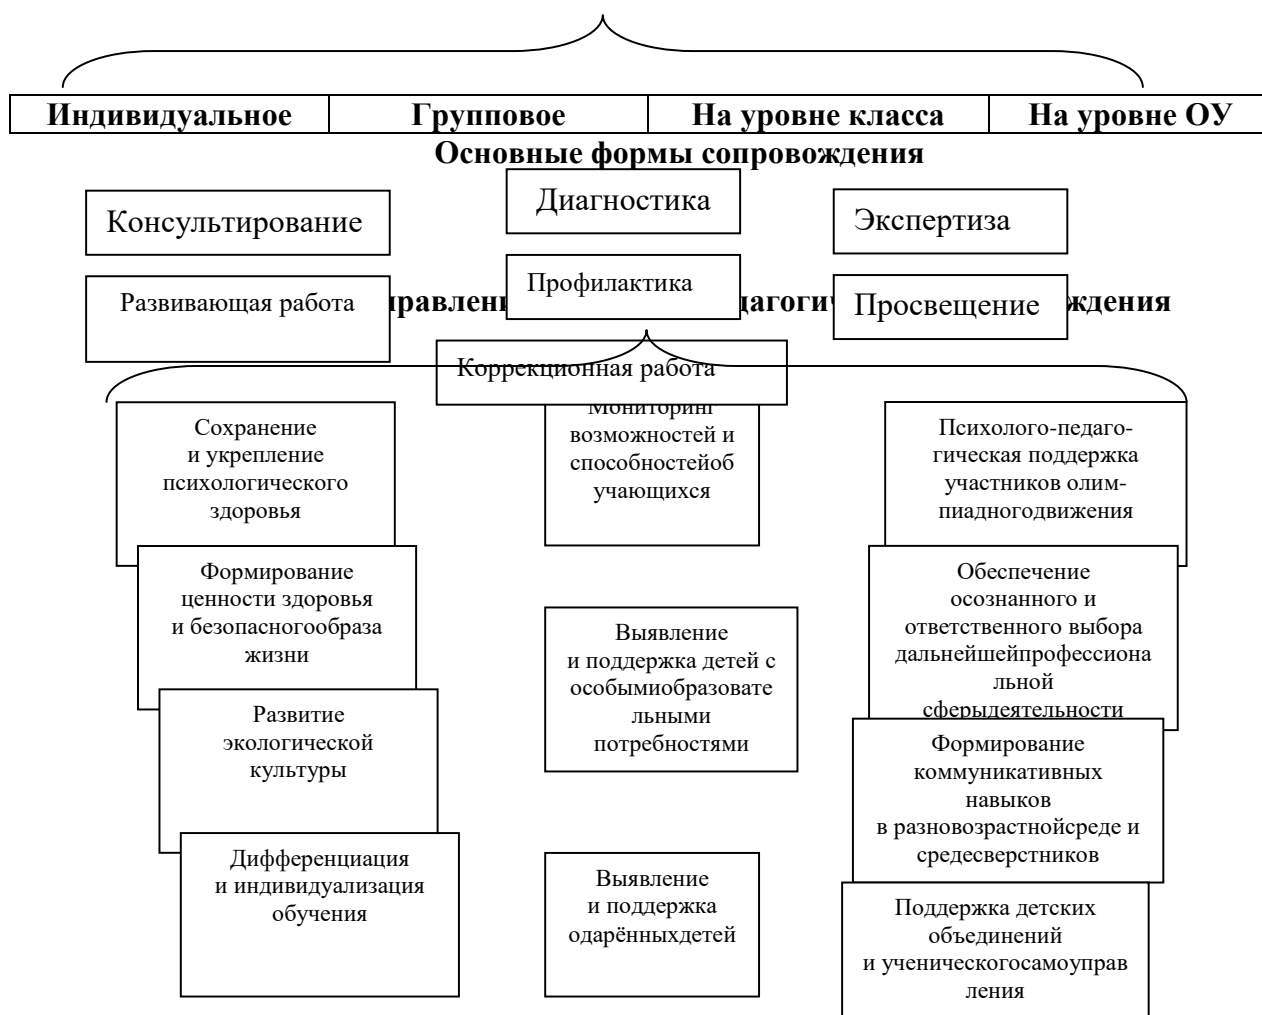 Индивидуальное Групповое На уровне класса На уровне ОУ
Основные формы сопровождения
Консультирование
Диагностика
Экспертиза
Развивающая работа
Профилактика
Просвещение
Коррекционная работа
Сохранение
и укрепление
психологического
здоровья
Формирование
ценности здоровья
и безопасногообраза
жизни
Развитие
экологической
культуры
Дифференциация
и индивидуализация
обучения
Мониторинг
возможностей и
способностейоб
учающихся
Выявление
и поддержка детей с
особымиобразовате
льными
потребностями
Выявление
и поддержка
одарённыхдетей
Психолого-педаго-
гическая поддержка
участников олим-
пиадногодвижения
Обеспечение
осознанного и
ответственного выбора
дальнейшейпрофессиона
льной
сферыдеятельности
Формирование
коммуникативных
навыков
в разновозрастнойсреде и
средесверстников
Поддержка детских
объединений
и ученическогосамоуправ
ления